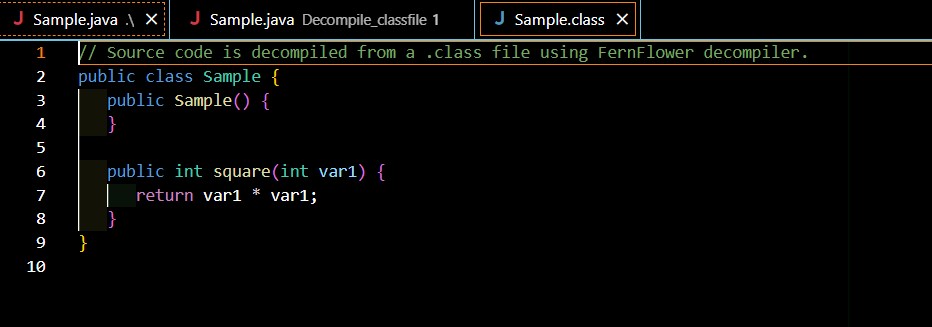 J Sample.java .\ × J Sample.java Decompile_classfile 1 J Sample.class ×
1 // Source code is decompiled from a .class file using FernFlower decompiler.
2 public class Sample {
3    public Sample() {
4    }
5
6    public int square(int var1) {
7       return var1 * var1;
8    }
9 }
10